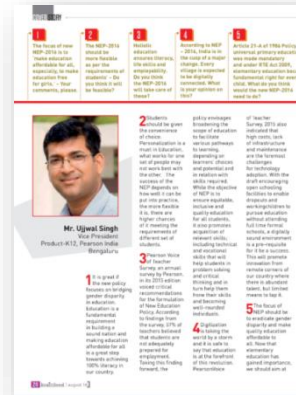 COVER STORY
1
The focus of new
NEP-2016 is to
'make education
affordable for all,
especially, to make
education free
for girls. - Your
comments, please.
2
The NEP-2016
should be
more flexible
as per the
requirements of
students' - Do
you think it will
be feasible?
3
Holistic
education
ensures literacy,
life skills and
employability.
Do you think
the NEP-2016
will take care of
these?
4
According to NEP
- 2016, India is in
the cusp of a major
change. Every
village is expected
to be digitally
connected. What
is your opinion on
this?
5
Article 21-A of 1986 Policy
universal primary education
was made mandatory
and under RTE Act 2009,
elementary education became
fundamental right for every
child. What do you think
would the new NEP-2016
need to do?
Mr. Ujjwal Singh
Vice President
Product-K12, Pearson India
Bengaluru
1 It is great if
the new policy
focuses on bridging
gender disparity
in education.
Education is a
fundamental
requirement
in building a
sound nation and
making education
affordable for all
is a great step
towards achieving
100% literacy in
our country.
2 Students
should be given
the convenience
of choice.
Personalization is a
must in Education,
what works for one
set of people may
not work well with
the other. The
success of the
NEP depends on
how well it can be
put into practice,
the more flexible
it is, there are
higher chances
of it meeting the
requirements of
different set of
students.
3 Pearson Voice
of Teacher
Survey, an annual
survey by Pearson
in its 2015 edition
voiced critical
recommendations
for the formulation
of New Education
Policy. According
to findings from
the survey, 57% of
teachers believed
that students are
not adequately
prepared for
employment.
Taking this finding
forward, the
policy envisages
broadening the
scope of education
to facilitate
various pathways
to learning,
depending on
learners' choices
and potential and
in relation with
skills required.
While the objective
of NEP is to
ensure equitable,
inclusive and
quality education
for all students,
it also promotes
acquisition of
relevant skills,
including technical
and vocational
skills that will
help students in
problem solving
and critical
thinking and in
turn help them
hone their skills
and becoming
well-rounded
individuals.
4 Digitization
is taking the
world by a storm
and it is safe to
say that education
is at the forefront
of this revolution.
PearsonVoice
of Teacher
Survey 2015 also
indicated that
high costs, lack
of infrastructure
and maintenance
are the foremost
challenges
for technology
adoption. With the
draft encouraging
open schooling
facilities to enable
dropouts and
working children to
pursue education
without attending
full time formal
schools, a digitally
sound environment
is a pre-requisite
for it be a success.
This will promote
innovation from
remote corners of
our country where
there is abundant
talent, but limited
means to tap it.
5 The focus of
NEP should be
to eradicate gender
disparity and make
quality education
affordable to
all. Now that
elementary
education has
gained importance,
we should aim at